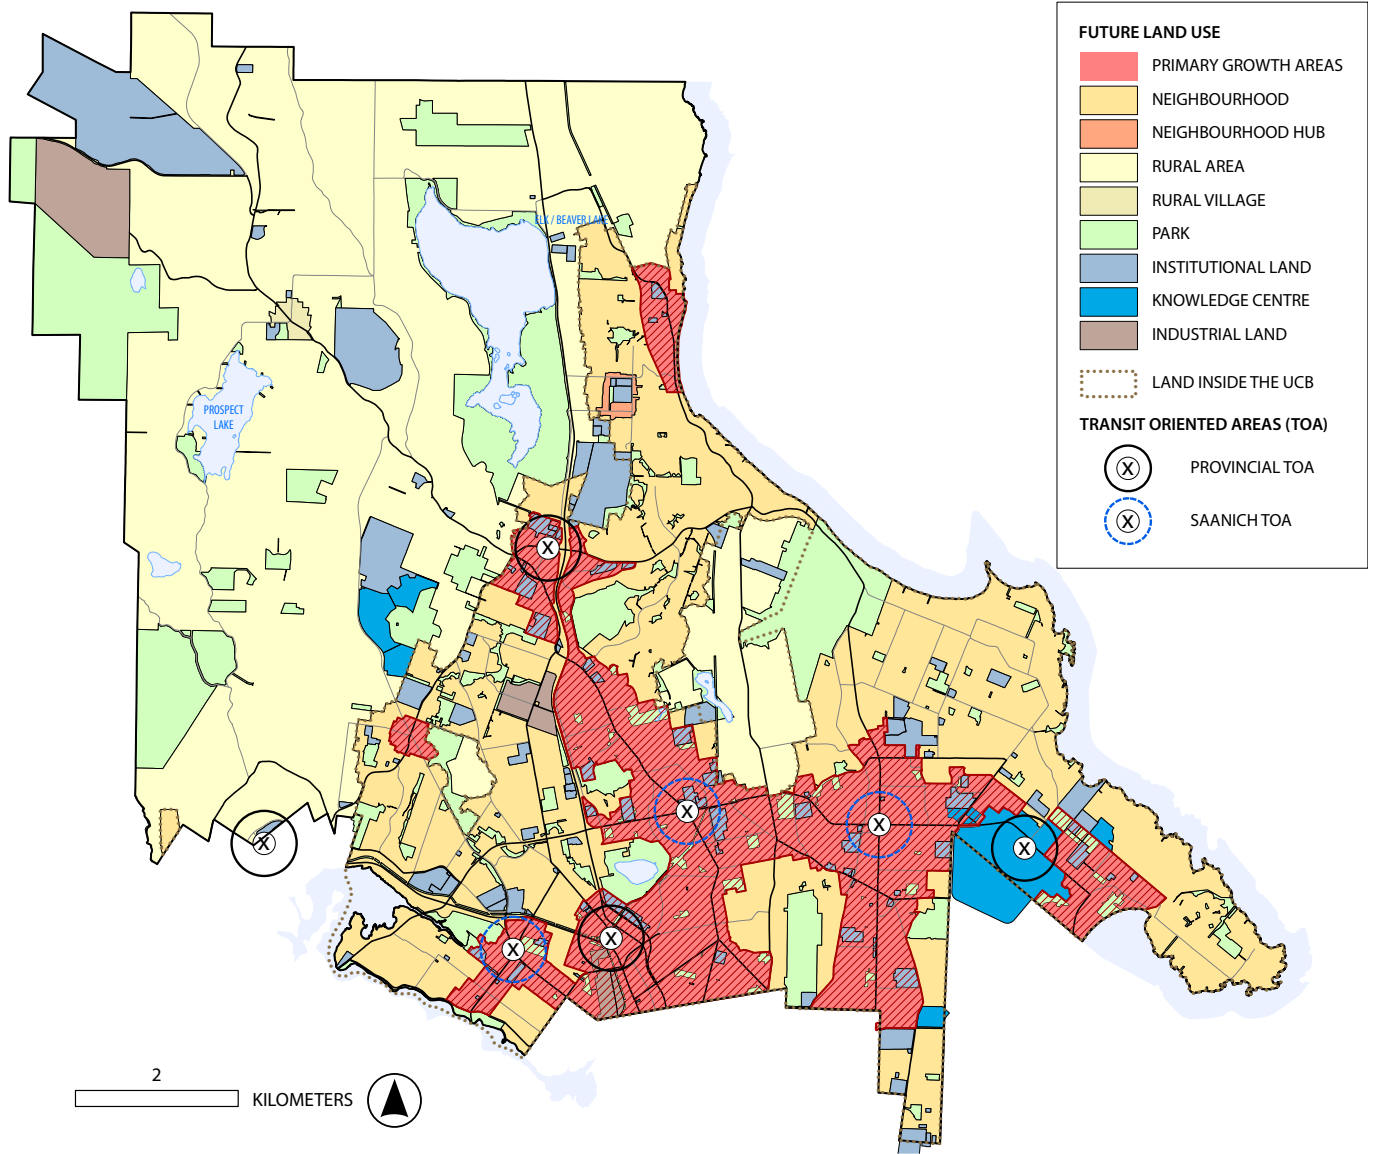 FUTURE LAND USE
PRIMARY GROWTH AREAS
NEIGHBOURHOOD
NEIGHBOURHOOD HUB
RURAL AREA
RURAL VILLAGE
PARK
INSTITUTIONAL LAND
KNOWLEDGE CENTRE
INDUSTRIAL LAND
LAND INSIDE THE UCB
TRANSIT ORIENTED AREAS (TOA)
X PROVINCIAL TOA
X SAANICH TOA
ELK / BEAVER LAKE
PROSPECT
LAKE
X
X
X
X
X
X
X
2
KILOMETERS